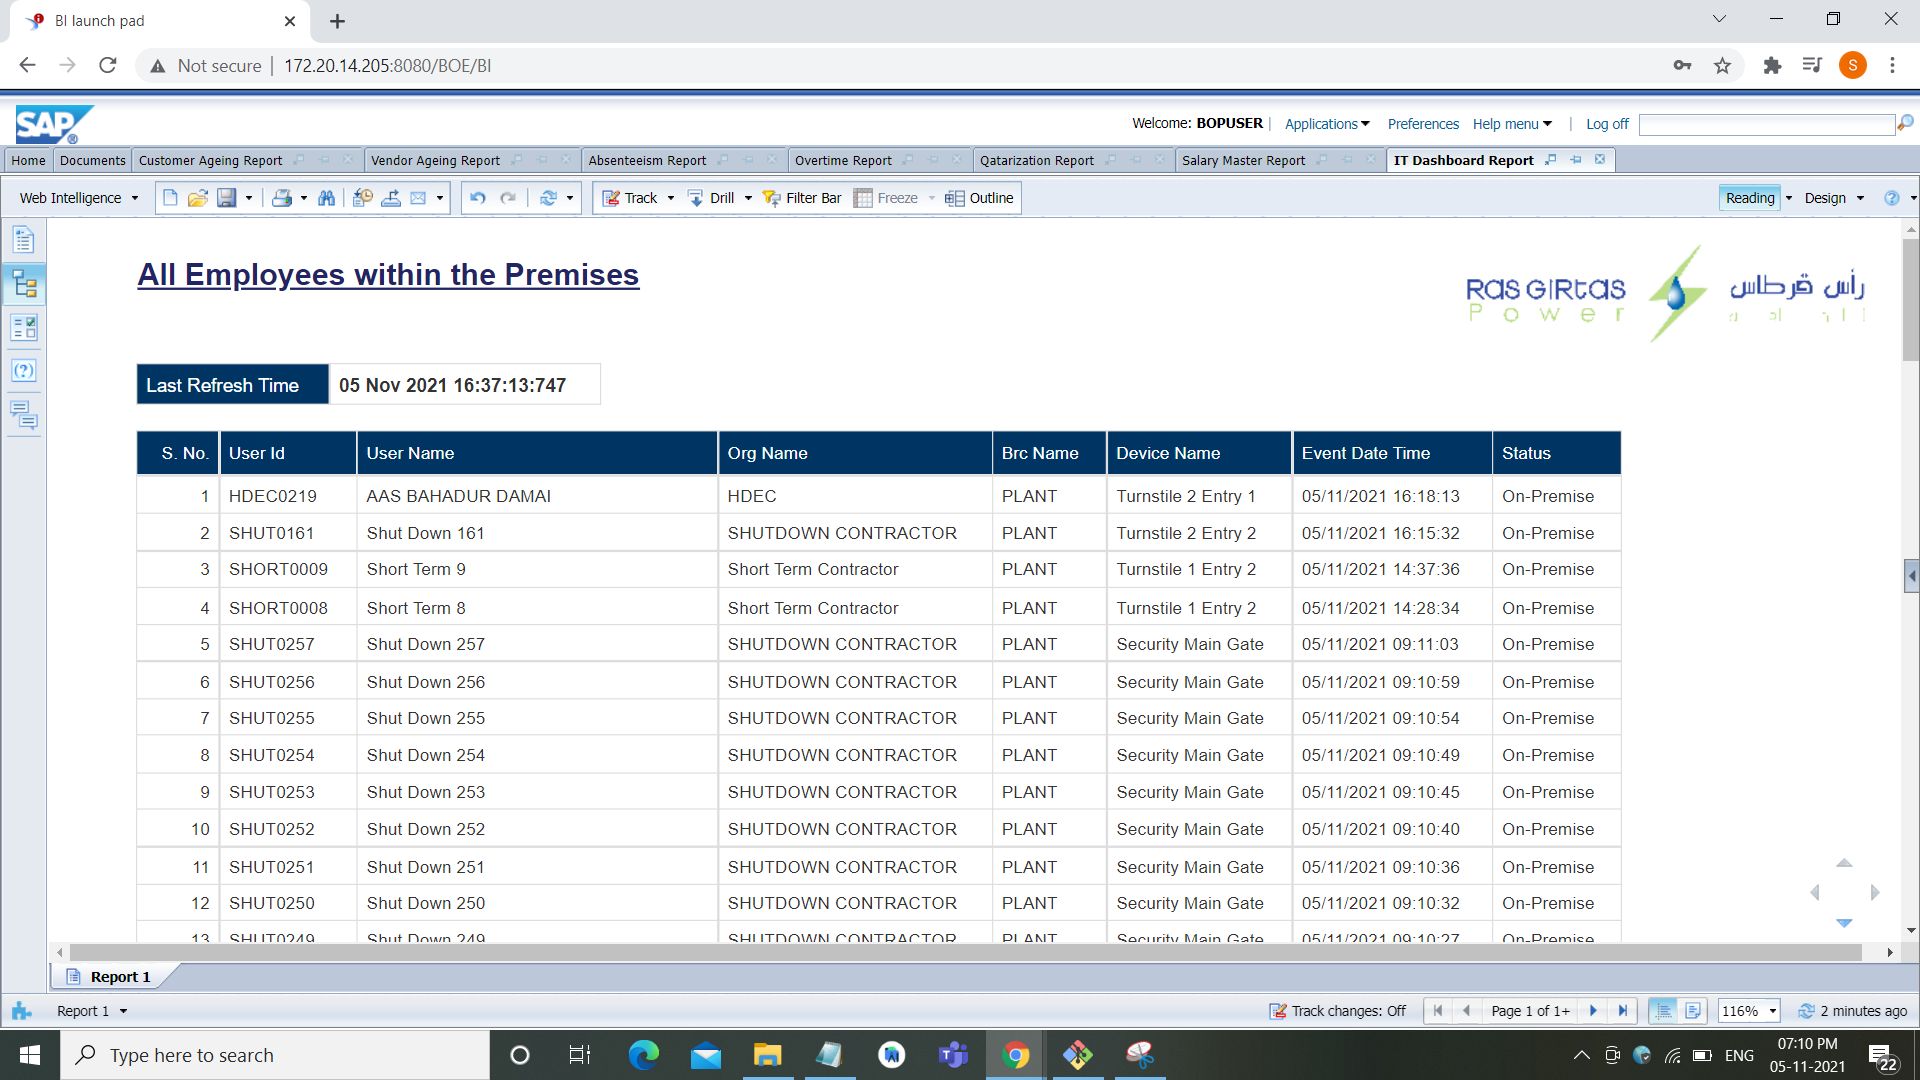 BI launch pad
Not secure 172.20.14.205:8080/BOE/BI S
SAP ®
Welcome: BOPUSER | Applications Preferences Help menu | Log off
Home Documents Customer Ageing Report Vendor Ageing Report Absenteeism Report Overtime Report Qatarization Report Salary Master Report IT Dashboard Report
Web Intelligence Track Drill Filter Bar Freeze Outline Reading Design
All Employees within the Premises
Ras Girtas رأس قرطاس
Power
Last Refresh Time 05 Nov 2021 16:37:13:747
S. No. User Id User Name Org Name Brc Name Device Name Event Date Time Status
1 HDEC0219 AAS BAHADUR DAMAI HDEC PLANT Turnstile 2 Entry 1 05/11/2021 16:18:13 On-Premise
2 SHUT0161 Shut Down 161 SHUTDOWN CONTRACTOR PLANT Turnstile 2 Entry 2 05/11/2021 16:15:32 On-Premise
3 SHORT0009 Short Term 9 Short Term Contractor PLANT Turnstile 1 Entry 2 05/11/2021 14:37:36 On-Premise
4 SHORT0008 Short Term 8 Short Term Contractor PLANT Turnstile 1 Entry 2 05/11/2021 14:28:34 On-Premise
5 SHUT0257 Shut Down 257 SHUTDOWN CONTRACTOR PLANT Security Main Gate 05/11/2021 09:11:03 On-Premise
6 SHUT0256 Shut Down 256 SHUTDOWN CONTRACTOR PLANT Security Main Gate 05/11/2021 09:10:59 On-Premise
7 SHUT0255 Shut Down 255 SHUTDOWN CONTRACTOR PLANT Security Main Gate 05/11/2021 09:10:54 On-Premise
8 SHUT0254 Shut Down 254 SHUTDOWN CONTRACTOR PLANT Security Main Gate 05/11/2021 09:10:49 On-Premise
9 SHUT0253 Shut Down 253 SHUTDOWN CONTRACTOR PLANT Security Main Gate 05/11/2021 09:10:45 On-Premise
10 SHUT0252 Shut Down 252 SHUTDOWN CONTRACTOR PLANT Security Main Gate 05/11/2021 09:10:40 On-Premise
11 SHUT0251 Shut Down 251 SHUTDOWN CONTRACTOR PLANT Security Main Gate 05/11/2021 09:10:36 On-Premise
12 SHUT0250 Shut Down 250 SHUTDOWN CONTRACTOR PLANT Security Main Gate 05/11/2021 09:10:32 On-Premise
13 SHUT0249 Shut Down 249 SHUTDOWN CONTRACTOR PLANT Security Main Gate 05/11/2021 09:10:27 On-Premise
Report 1
Report 1 Track changes: Off Page 1 of 1+ 116% 2 minutes ago
Type here to search ENG 07:10 PM
05-11-2021 22